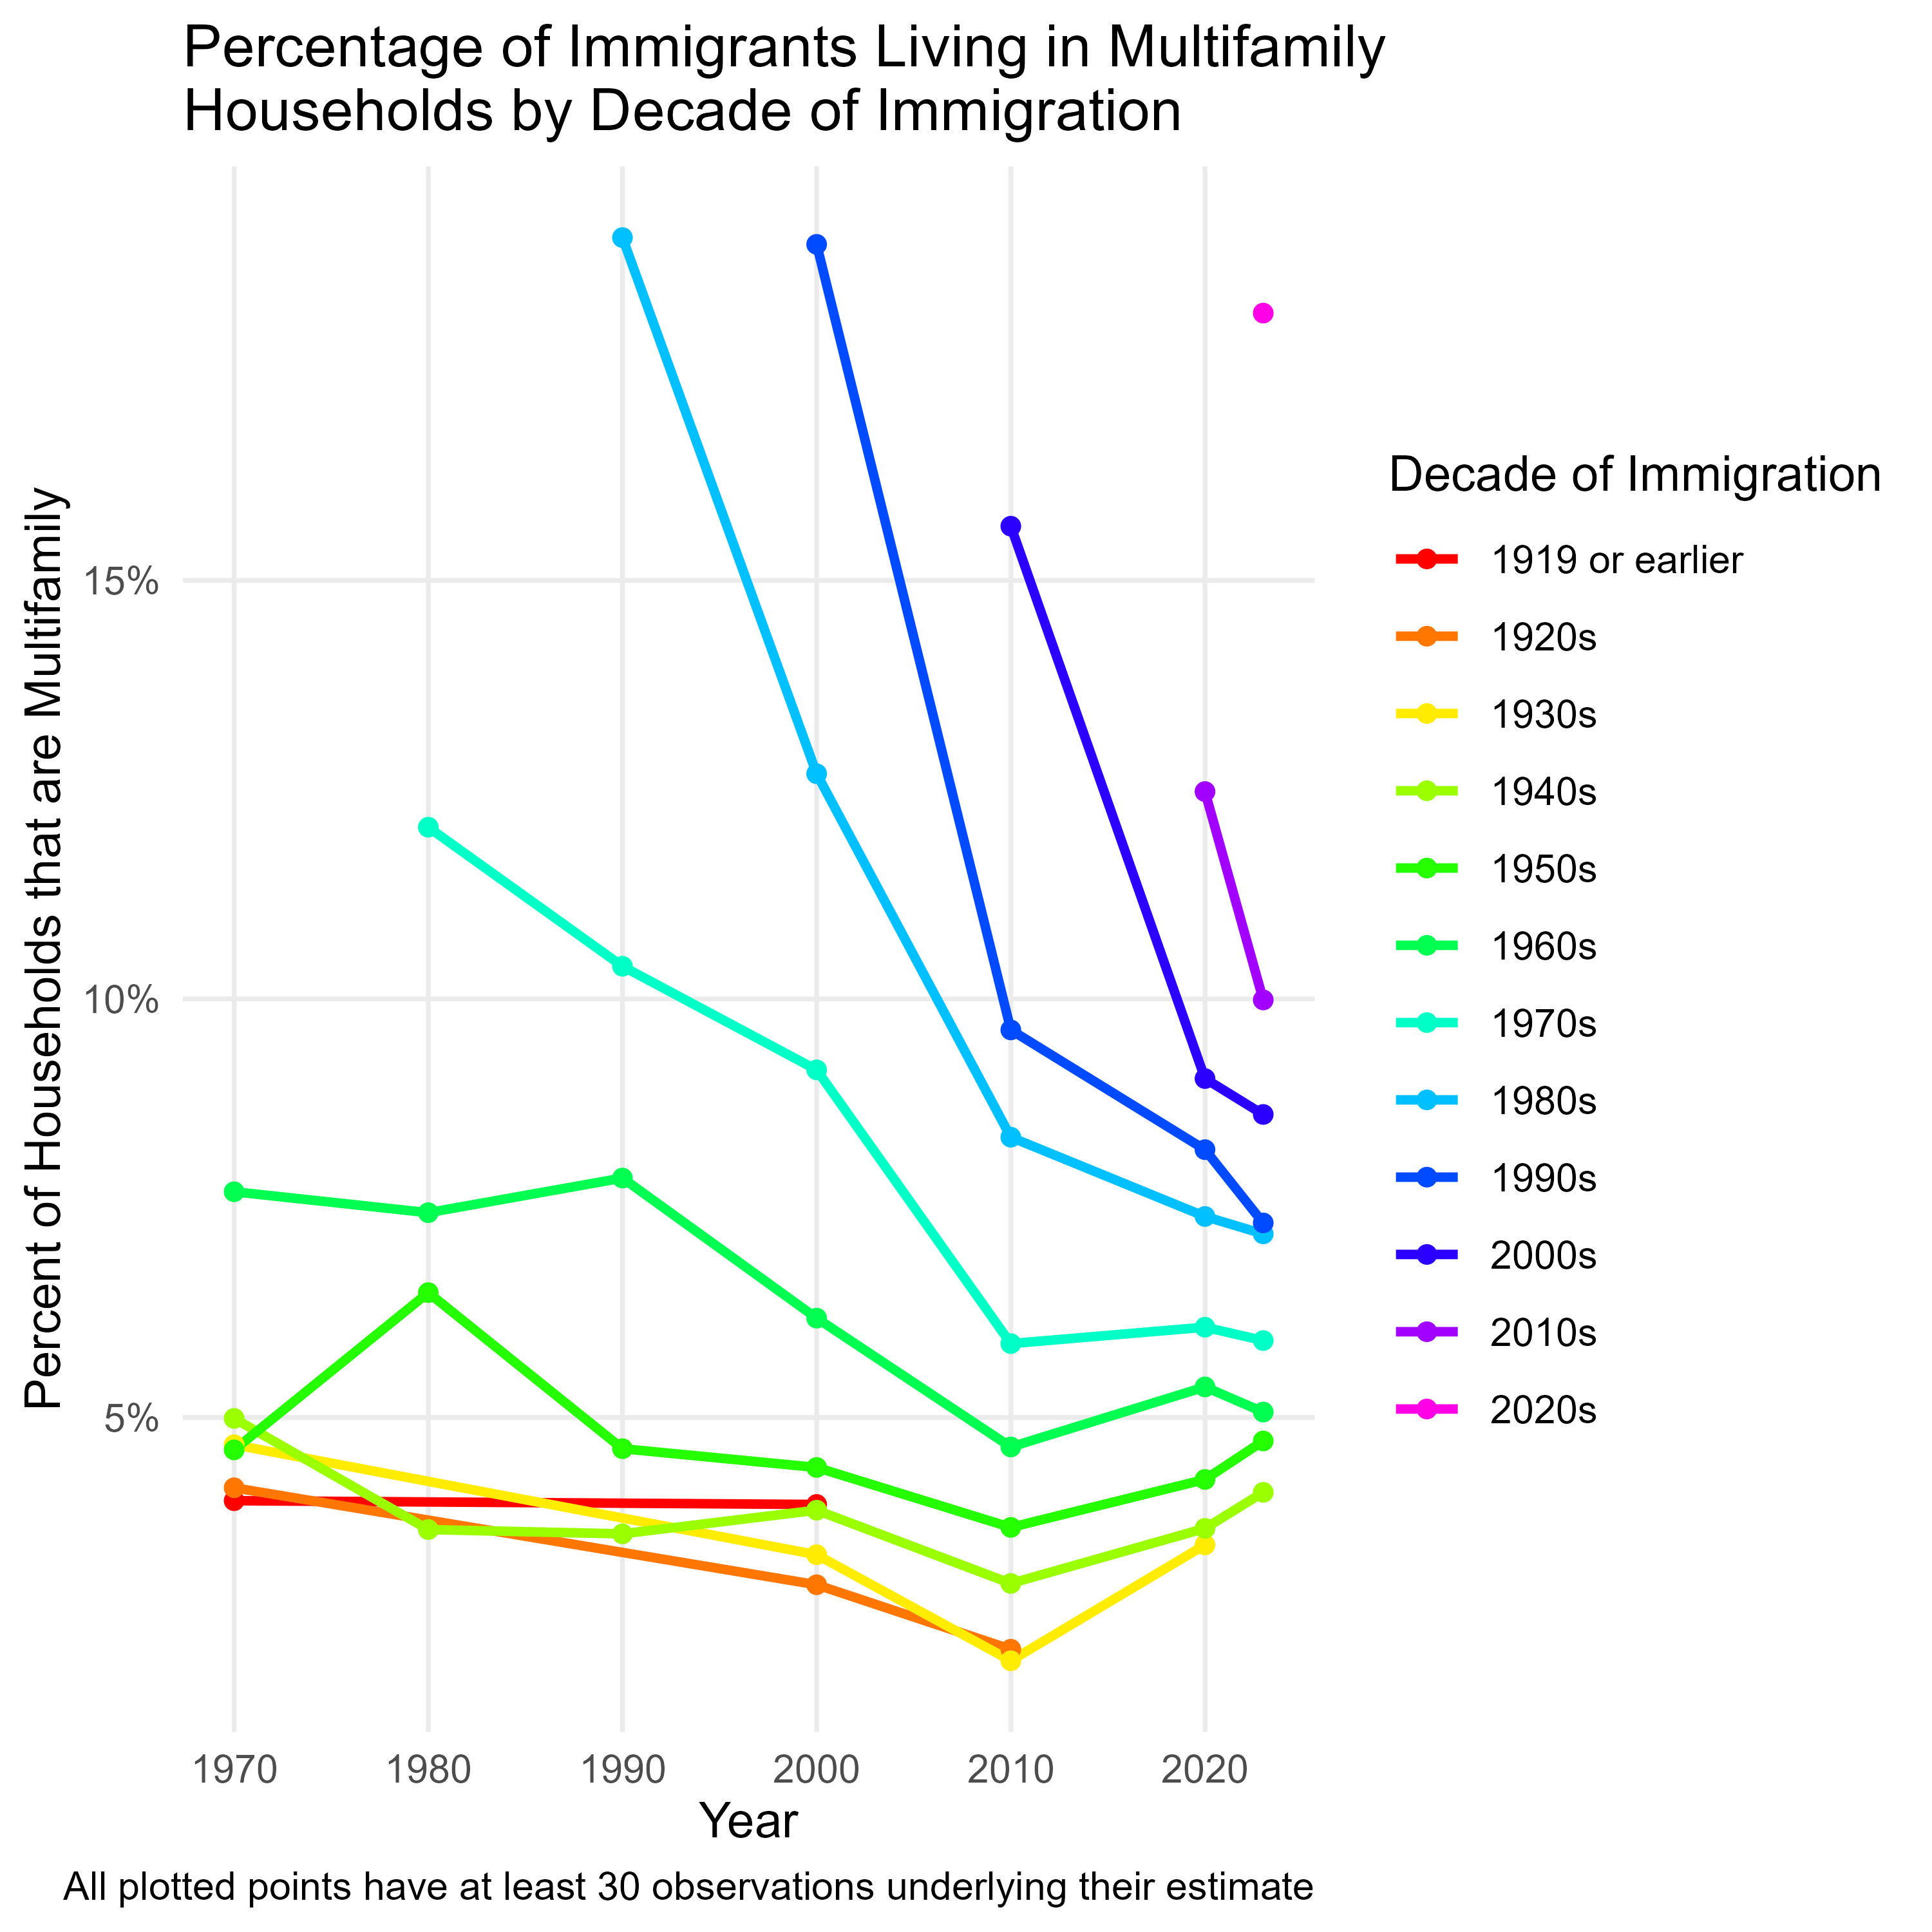 Percentage of Immigrants Living in Multifamily
Households by Decade of Immigration
Percent of Households that are Multifamily
15%
10%
5%
1970
1980
1990
2000
2010
2020
Year
Decade of Immigration
1919 or earlier
1920s
1930s
1940s
1950s
1960s
1970s
1980s
1990s
2000s
2010s
2020s
All plotted points have at least 30 observations underlying their estimate